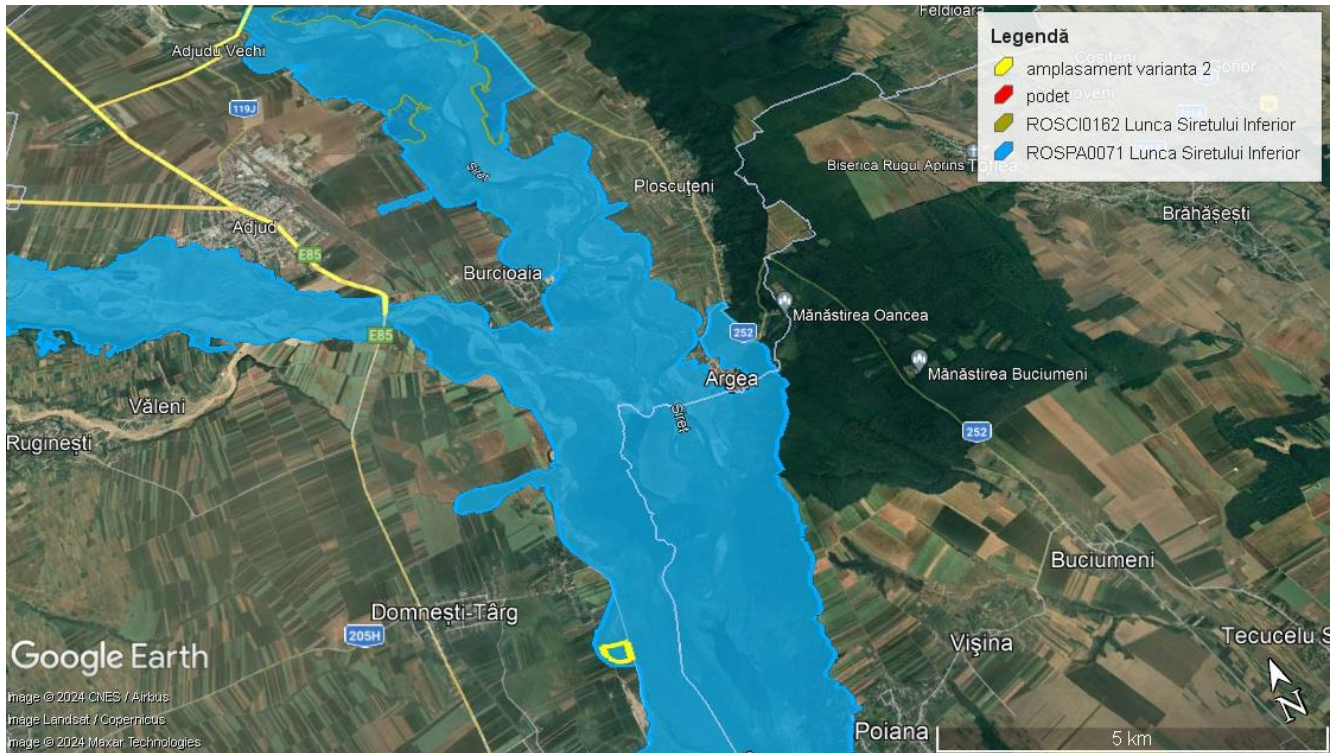 Feldioara
Legendă
amplasament varianta 2
podet
ROSCI0162 Lunca Siretului Inferior
ROSPA0071 Lunca Siretului Inferior
Adjudu Vechi
119J
Siret
Ploscuțeni
Biserica Rugul Aprins
Brăhășești
Adjud
E85
Burcioaia
Mănăstirea Oancea
252
E85
Argea
Mănăstirea Buciumeni
Văleni
Siret
Ruginești
252
Buciumeni
Domnești-Târg
205H
Vișina
Tecucelu S
Google Earth
Image © 2024 CNES / Airbus
Image Landsat / Copernicus
Image © 2024 Maxar Technologies
Poiana
5 km
N